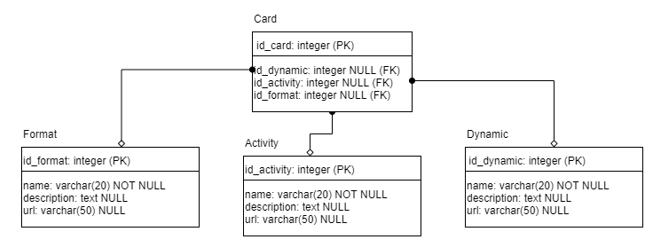 Card
id_card: integer (PK)
id_dynamic: integer NULL (FK)
id_activity: integer NULL (FK)
id_format: integer NULL (FK)
Format
id_format: integer (PK)
name: varchar(20) NOT NULL
description: text NULL
url: varchar(50) NULL
Activity
id_activity: integer (PK)
name: varchar(20) NOT NULL
description: text NULL
url: varchar(50) NULL
Dynamic
id_dynamic: integer (PK)
name: varchar(20) NOT NULL
description: text NULL
url: varchar(50) NULL